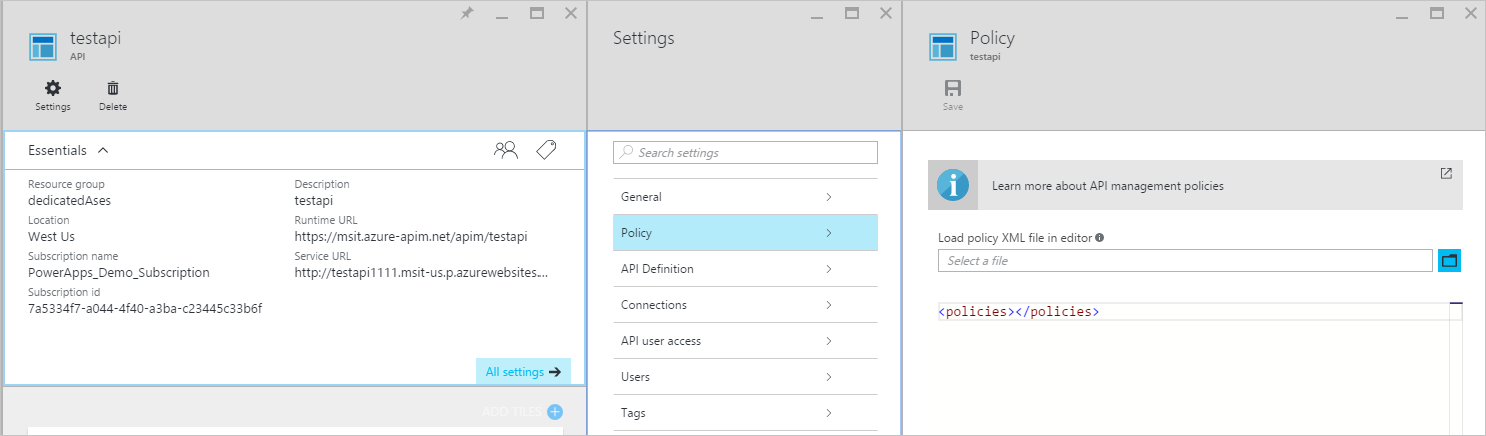 testapi
API
Settings
Delete
Essentials
Resource group
dedicatedAses
Location
West Us
Subscription name
PowerApps_Demo_Subscription
Subscription id
7a5334f7-a044-4f40-a3ba-c23445c33b6f
Description
testapi
Runtime URL
https://msit.azure-apim.net/apim/testapi
Service URL
http://testapi1111.msit-us.p.azurewebsites....
All settings
ADD TILES
Settings
Search settings
General
Policy
API Definition
Connections
API user access
Users
Tags
Policy
testapi
Save
Learn more about API management policies
Load policy XML file in editor
Select a file
<policies></policies>